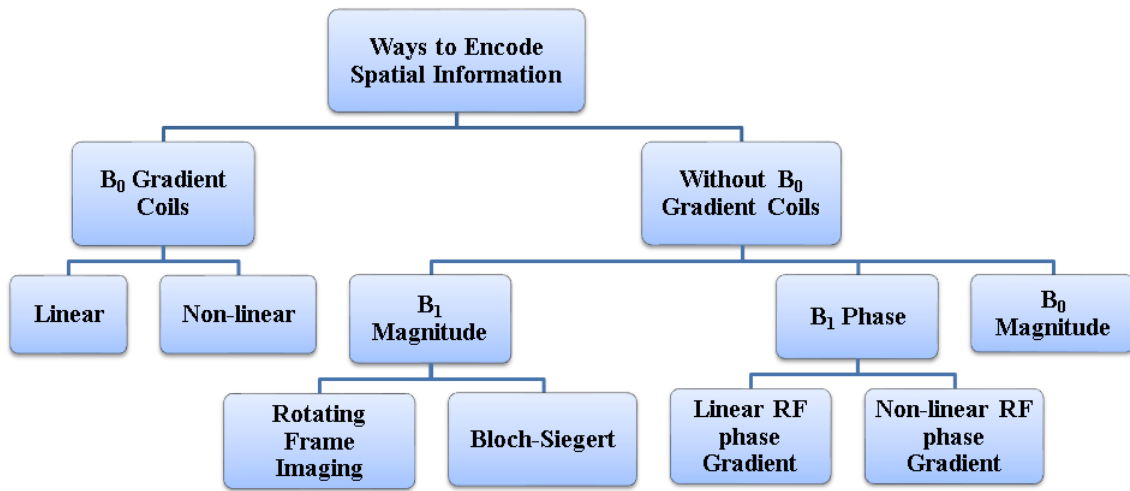 Ways to Encode
Spatial Information
B₀ Gradient
Coils
Without B₀
Gradient Coils
Linear
Non-linear
B₁
Magnitude
B₁ Phase
B₀
Magnitude
Rotating
Frame
Imaging
Bloch-Siegert
Linear RF
phase
Gradient
Non-linear RF
phase
Gradient